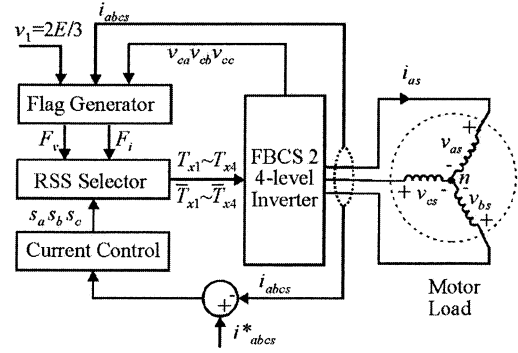 i_abcs
v_1=2E/3
v_ca v_cb v_cc
i_as
Flag Generator
F_v F_i
v_as
T_x1~T_x4
FBCS 2
4-level
Inverter
RSS Selector
T̅_x1~T̅_x4
n
v_cs
v_bs
s_a s_b s_c
Current Control
i_abcs
Motor
Load
i*_abcs